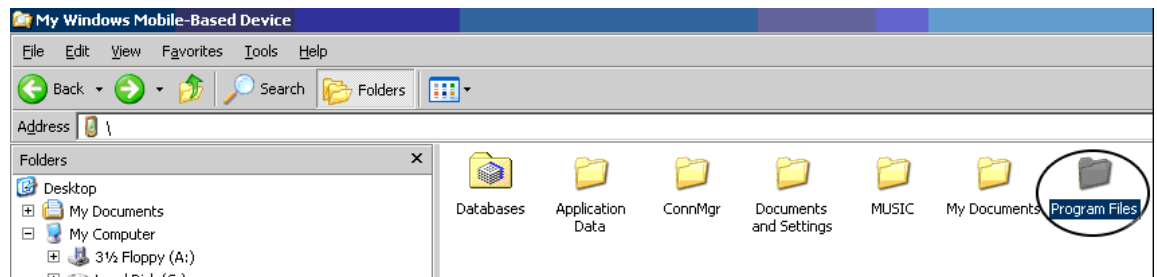 My Windows Mobile-Based Device
File Edit View Favorites Tools Help
Back Search Folders
Address \
Folders x
Desktop
My Documents
My Computer
3½ Floppy (A:)
Databases Application Data ConnMgr Documents and Settings MUSIC My Documents Program Files